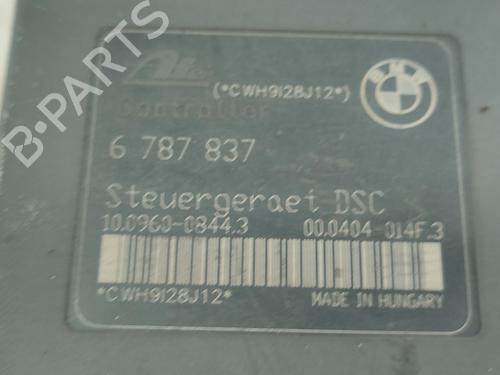 B-PARTS
Ate
(*CWH9I28J12*)
BMW
Controller
6 787 837
Steuergeraet DSC
10.0960-0844.3 00.0404-014F.3
*CWH9I28J12*
MADE IN HUNGARY